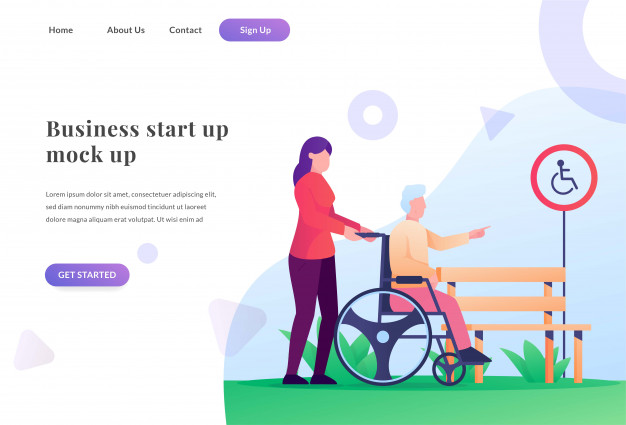 Home About Us Contact Sign Up
Business start up
mock up
Lorem ipsum dolor sit amet, consectetur adipiscing elit,
sed diam nonummy nibh euismod tincidunt ut laoreet
dolore magna aliquam erat volutpat. Ut wisi enim ad
GET STARTED